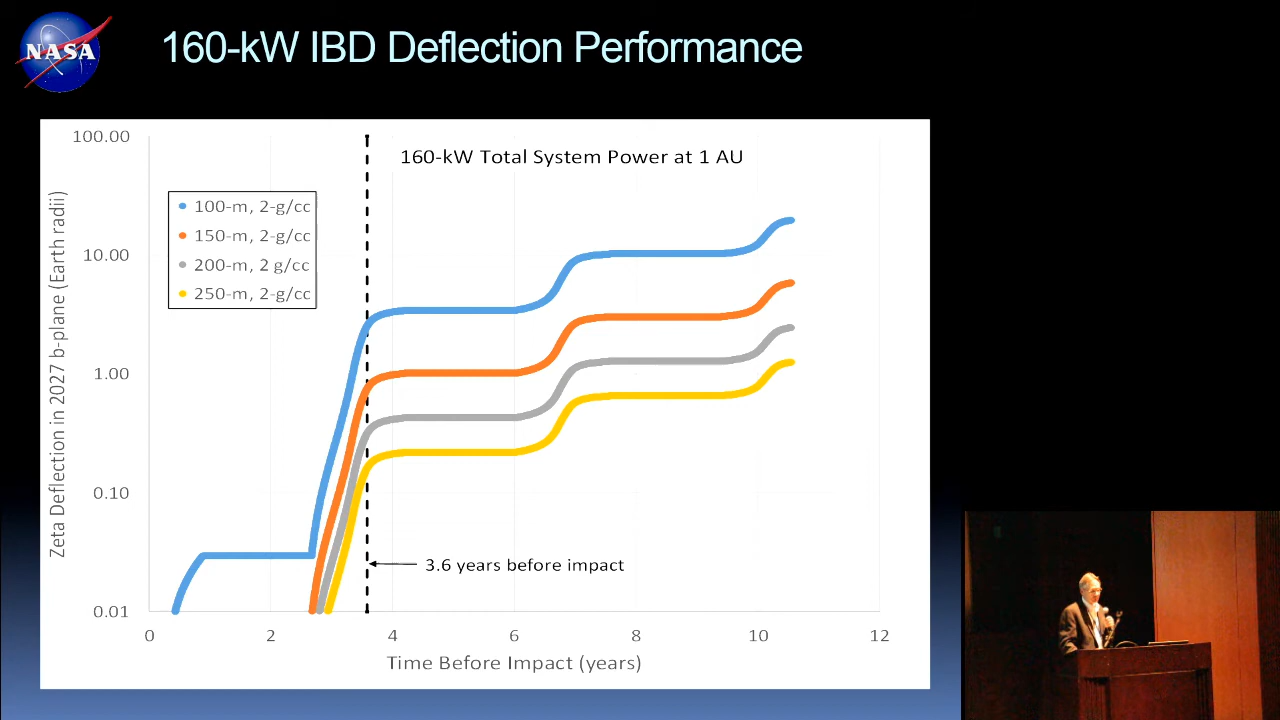 NASA
160-kW IBD Deflection Performance
160-kW Total System Power at 1 AU
100-m, 2-g/cc
150-m, 2-g/cc
200-m, 2 g/cc
250-m, 2-g/cc
Zeta Deflection in 2027 b-plane (Earth radii)
100.00
10.00
1.00
0.10
0.01
3.6 years before impact
0
2
4
6
8
10
12
Time Before Impact (years)